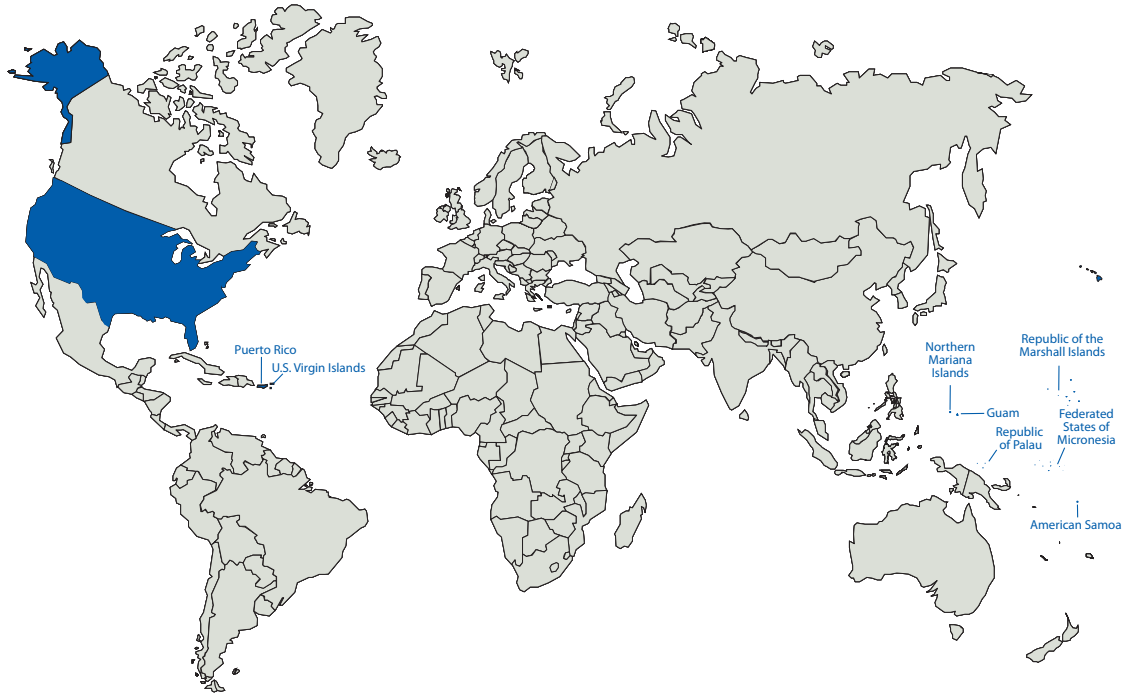 Puerto Rico
U.S. Virgin Islands
Northern
Mariana
Islands
Republic of the
Marshall Islands
Guam
Federated
States of
Micronesia
Republic
of Palau
American Samoa